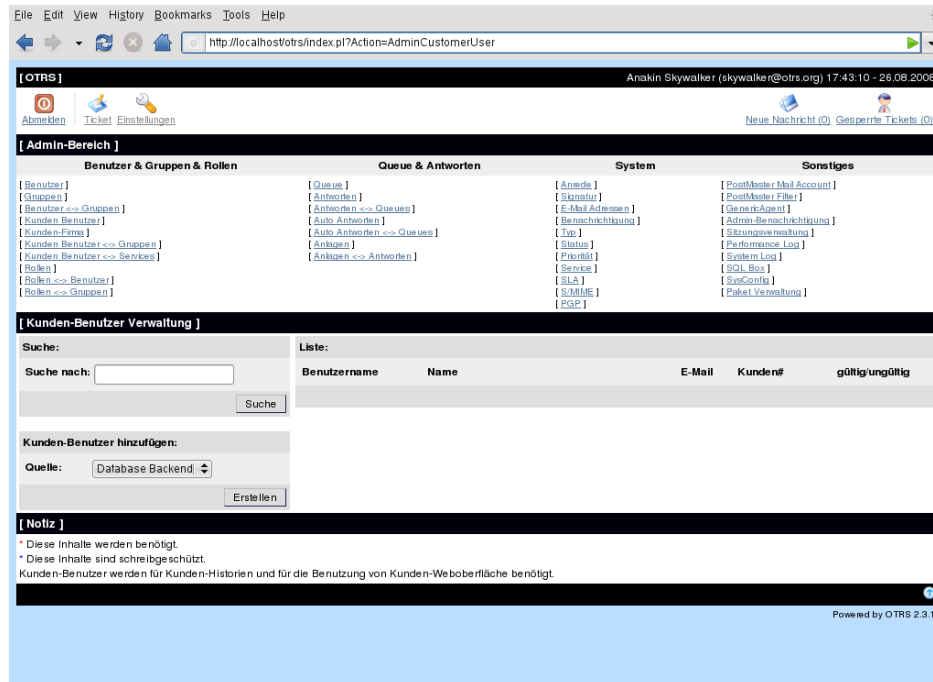 File Edit View History Bookmarks Tools Help
http://localhost/otrs/index.pl?Action=AdminCustomerUser
[ OTRS ] Anakin Skywalker (skywalker@otrs.org) 17:43:10 - 26.08.2008
Abmelden Ticket Einstellungen Neue Nachricht (0) Gesperrte Tickets (0)
[ Admin-Bereich ]
Benutzer & Gruppen & Rollen Queue & Antworten System Sonstiges
[ Benutzer ] [ Queue ] [ Anrede ] [ PostMaster Mail Account ]
[ Gruppen ] [ Antworten ] [ Signatur ] [ PostMaster Filter ]
[ Benutzer <-> Gruppen ] [ Antworten <-> Queues ] [ E-Mail Adressen ] [ GenericAgent ]
[ Kunden Benutzer ] [ Auto Antworten ] [ Benachrichtigung ] [ Admin-Benachrichtigung ]
[ Kunden-Firma ] [ Auto Antworten <-> Queues ] [ Typ ] [ Sitzungsverwaltung ]
[ Kunden Benutzer <-> Gruppen ] [ Anlagen ] [ Status ] [ Performance Log ]
[ Kunden Benutzer <-> Services ] [ Anlagen <-> Antworten ] [ Priorität ] [ System Log ]
[ Rollen ] [ Service ] [ SQL Box ]
[ Rollen <-> Benutzer ] [ SLA ] [ SysConfig ]
[ Rollen <-> Gruppen ] [ S/MIME ] [ Paket Verwaltung ]
[ PGP ]
[ Kunden-Benutzer Verwaltung ]
Suche: Liste:
Suche nach: Benutzername Name E-Mail Kunden# gültig/ungültig
Suche
Kunden-Benutzer hinzufügen:
Quelle: Database Backend
Erstellen
[ Notiz ]
* Diese Inhalte werden benötigt.
* Diese Inhalte sind schreibgeschützt.
Kunden-Benutzer werden für Kunden-Historien und für die Benutzung von Kunden-Weboberfläche benötigt.
Powered by OTRS 2.3.1